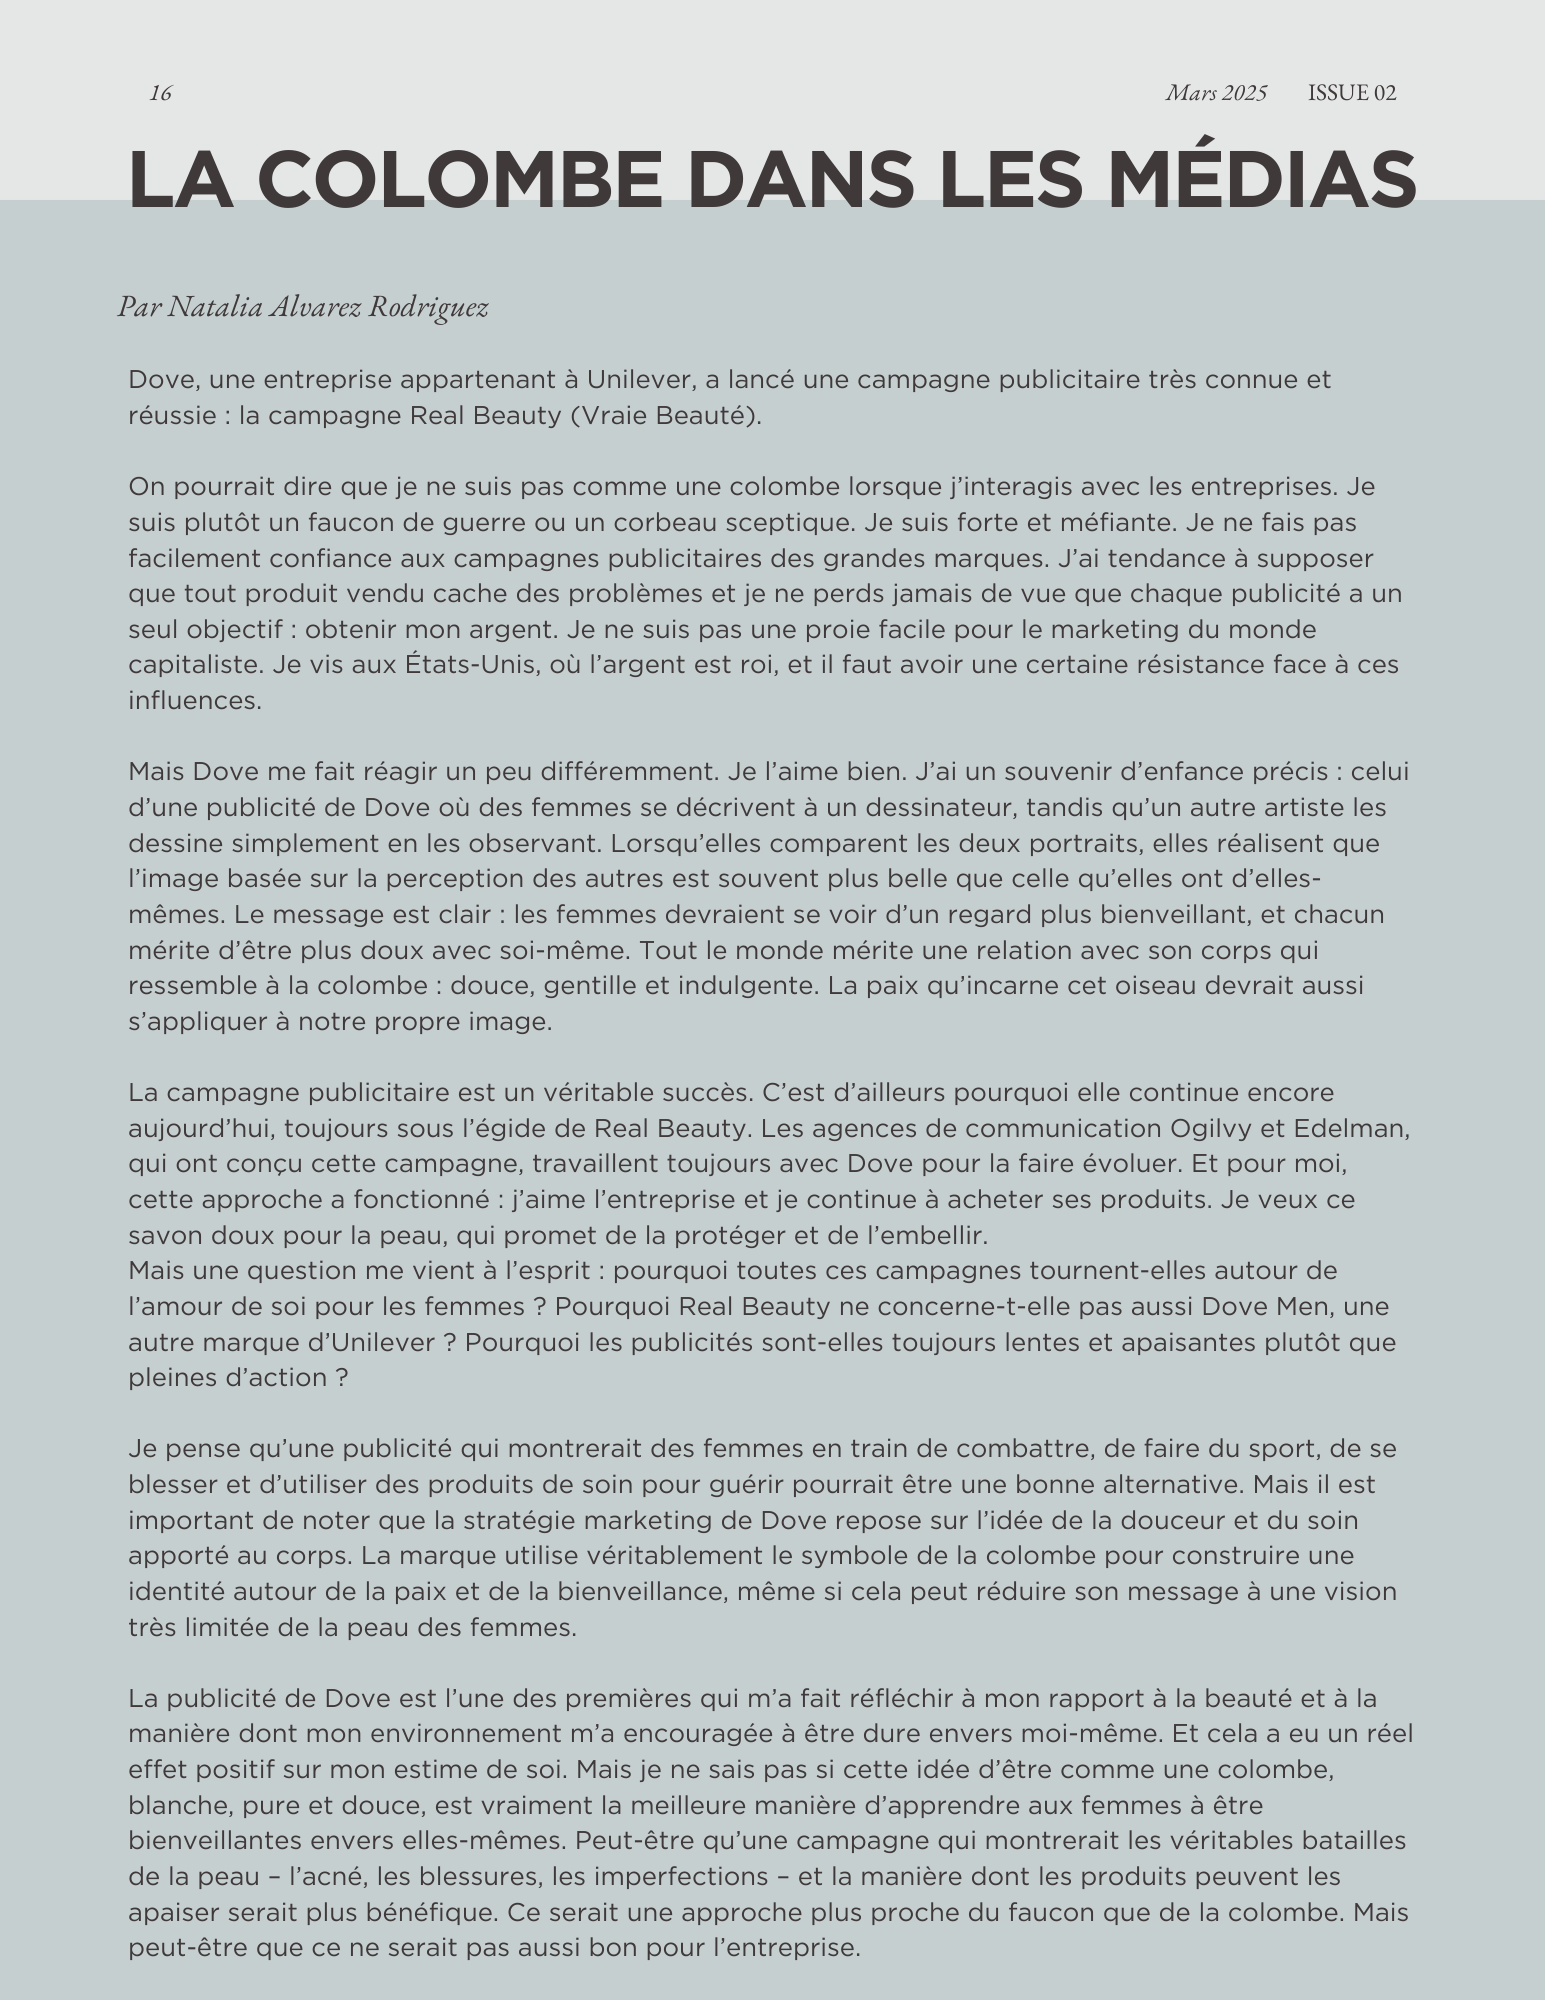 16
Mars 2025 ISSUE 02
LA COLOMBE DANS LES MÉDIAS
Par Natalia Alvarez Rodriguez
Dove, une entreprise appartenant à Unilever, a lancé une campagne publicitaire très connue et
réussie : la campagne Real Beauty (Vraie Beauté).
On pourrait dire que je ne suis pas comme une colombe lorsque j’interagis avec les entreprises. Je
suis plutôt un faucon de guerre ou un corbeau sceptique. Je suis forte et méfiante. Je ne fais pas
facilement confiance aux campagnes publicitaires des grandes marques. J’ai tendance à supposer
que tout produit vendu cache des problèmes et je ne perds jamais de vue que chaque publicité a un
seul objectif : obtenir mon argent. Je ne suis pas une proie facile pour le marketing du monde
capitaliste. Je vis aux États-Unis, où l’argent est roi, et il faut avoir une certaine résistance face à ces
influences.
Mais Dove me fait réagir un peu différemment. Je l’aime bien. J’ai un souvenir d’enfance précis : celui
d’une publicité de Dove où des femmes se décrivent à un dessinateur, tandis qu’un autre artiste les
dessine simplement en les observant. Lorsqu’elles comparent les deux portraits, elles réalisent que
l’image basée sur la perception des autres est souvent plus belle que celle qu’elles ont d’elles-
mêmes. Le message est clair : les femmes devraient se voir d’un regard plus bienveillant, et chacun
mérite d’être plus doux avec soi-même. Tout le monde mérite une relation avec son corps qui
ressemble à la colombe : douce, gentille et indulgente. La paix qu’incarne cet oiseau devrait aussi
s’appliquer à notre propre image.
La campagne publicitaire est un véritable succès. C’est d’ailleurs pourquoi elle continue encore
aujourd’hui, toujours sous l’égide de Real Beauty. Les agences de communication Ogilvy et Edelman,
qui ont conçu cette campagne, travaillent toujours avec Dove pour la faire évoluer. Et pour moi,
cette approche a fonctionné : j’aime l’entreprise et je continue à acheter ses produits. Je veux ce
savon doux pour la peau, qui promet de la protéger et de l’embellir.
Mais une question me vient à l’esprit : pourquoi toutes ces campagnes tournent-elles autour de
l’amour de soi pour les femmes ? Pourquoi Real Beauty ne concerne-t-elle pas aussi Dove Men, une
autre marque d’Unilever ? Pourquoi les publicités sont-elles toujours lentes et apaisantes plutôt que
pleines d’action ?
Je pense qu’une publicité qui montrerait des femmes en train de combattre, de faire du sport, de se
blesser et d’utiliser des produits de soin pour guérir pourrait être une bonne alternative. Mais il est
important de noter que la stratégie marketing de Dove repose sur l’idée de la douceur et du soin
apporté au corps. La marque utilise véritablement le symbole de la colombe pour construire une
identité autour de la paix et de la bienveillance, même si cela peut réduire son message à une vision
très limitée de la peau des femmes.
La publicité de Dove est l’une des premières qui m’a fait réfléchir à mon rapport à la beauté et à la
manière dont mon environnement m’a encouragée à être dure envers moi-même. Et cela a eu un réel
effet positif sur mon estime de soi. Mais je ne sais pas si cette idée d’être comme une colombe,
blanche, pure et douce, est vraiment la meilleure manière d’apprendre aux femmes à être
bienveillantes envers elles-mêmes. Peut-être qu’une campagne qui montrerait les véritables batailles
de la peau – l’acné, les blessures, les imperfections – et la manière dont les produits peuvent les
apaiser serait plus bénéfique. Ce serait une approche plus proche du faucon que de la colombe. Mais
peut-être que ce ne serait pas aussi bon pour l’entreprise.